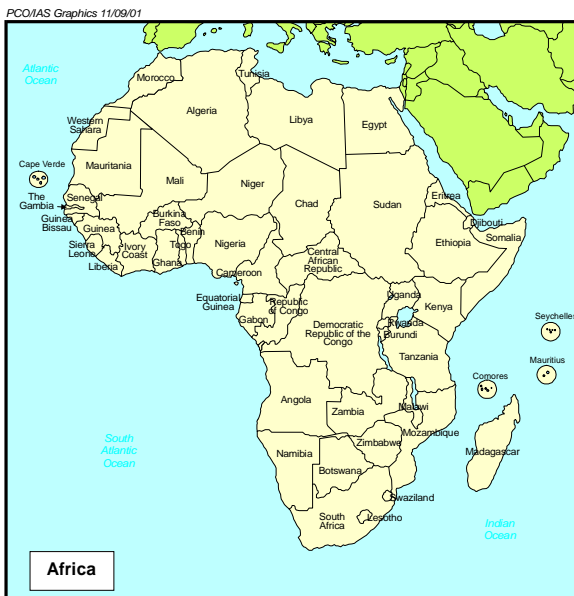 PCO/IAS Graphics 11/09/01
Atlantic
Ocean
Morocco
Tunisia
Algeria
Libya
Egypt
Western
Sahara
Cape Verde
Mauritania
Mali
Niger
Chad
Sudan
Eritrea
The
Gambia
Senegal
Guinea
Bissau
Guinea
Burkina
Faso
Benin
Djibouti
Somalia
Ethiopia
Sierra
Leone
Ivory
Coast
Togo
Nigeria
Liberia
Ghana
Central
African
Republic
Cameroon
Equatorial
Guinea
Republic
of Congo
Gabon
Uganda
Kenya
Rwanda
Burundi
Democratic
Republic of the
Congo
Tanzania
Seychelles
Mauritius
Comores
Angola
Zambia
Malawi
Mozambique
South
Atlantic
Ocean
Zimbabwe
Namibia
Botswana
Madagascar
Swaziland
South
Africa
Lesotho
Indian
Ocean
Africa